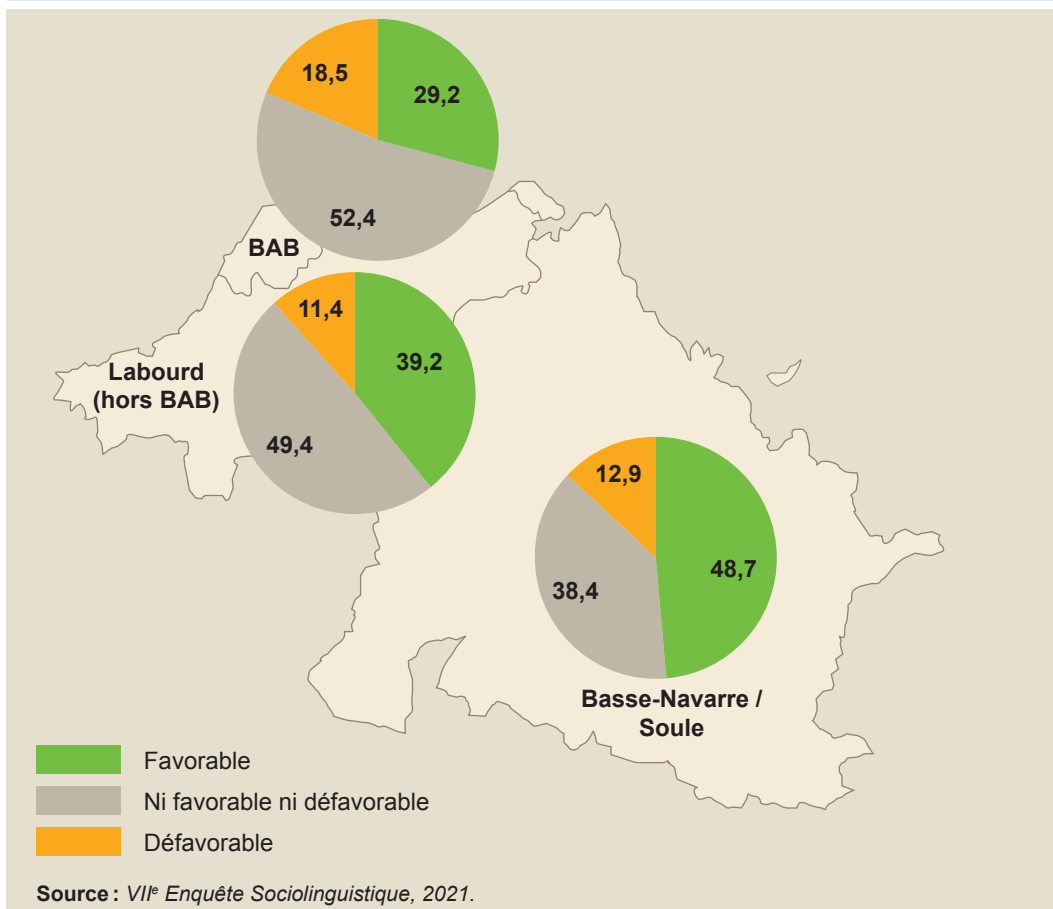 18,5
29,2
52,4
BAB
11,4
39,2
Labourd
(hors BAB)
49,4
12,9
48,7
38,4
Basse-Navarre /
Soule
Favorable
Ni favorable ni défavorable
Défavorable
Source : VIIe Enquête Sociolinguistique, 2021.